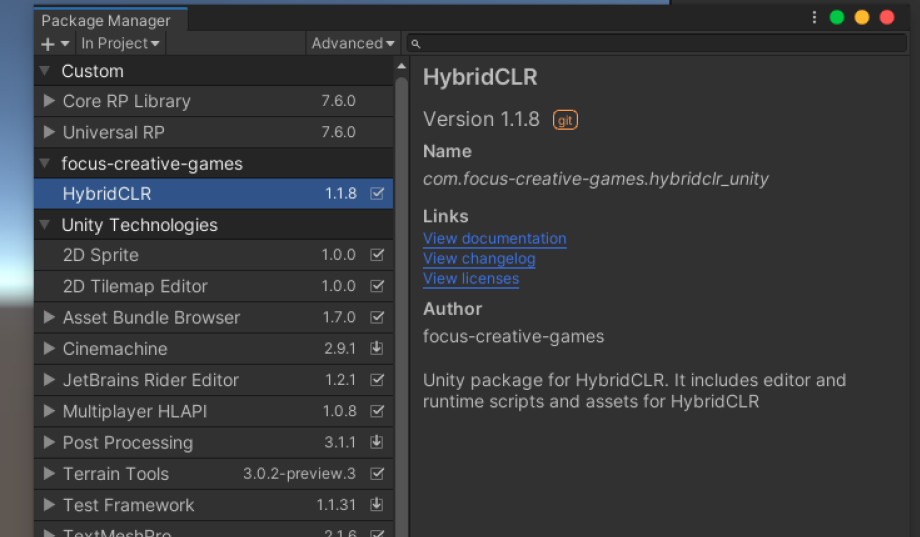 Package Manager
In Project
Advanced
Custom
Core RP Library 7.6.0
Universal RP 7.6.0
focus-creative-games
HybridCLR 1.1.8
Unity Technologies
2D Sprite 1.0.0
2D Tilemap Editor 1.0.0
Asset Bundle Browser 1.7.0
Cinemachine 2.9.1
JetBrains Rider Editor 1.2.1
Multiplayer HLAPI 1.0.8
Post Processing 3.1.1
Terrain Tools 3.0.2-preview.3
Test Framework 1.1.31
TextMeshPro 2.1.6
HybridCLR
Version 1.1.8 git
Name
com.focus-creative-games.hybridclr_unity
Links
View documentation
View changelog
View licenses
Author
focus-creative-games
Unity package for HybridCLR. It includes editor and
runtime scripts and assets for HybridCLR